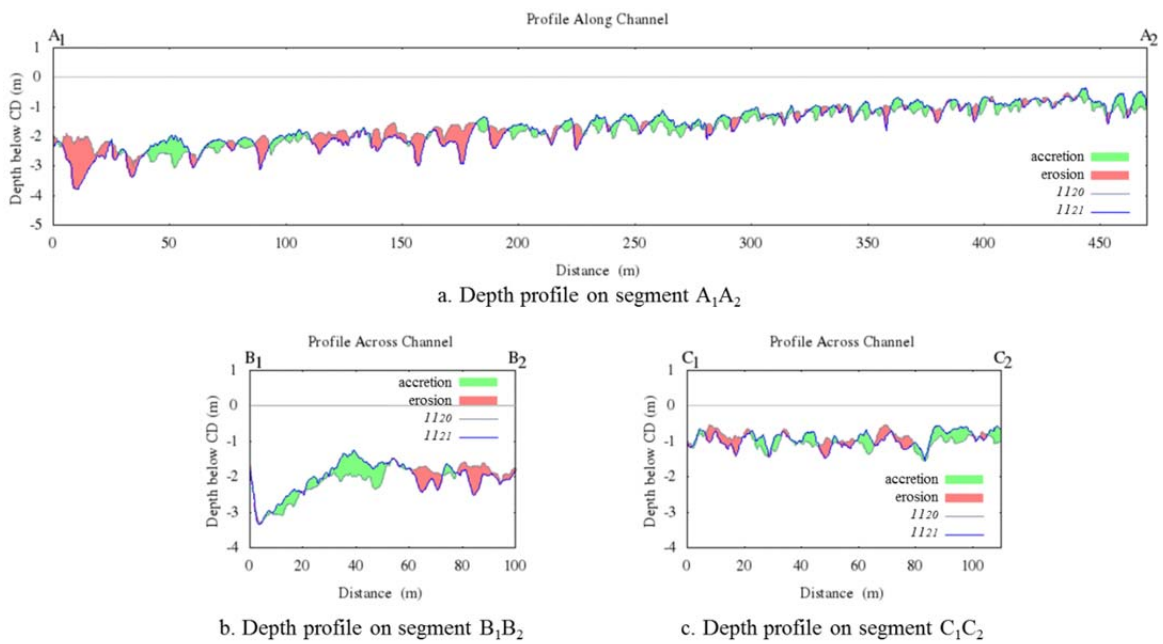 Profile Along Channel
A1 A2
1
0
-1
-2
-3
-4
-5
Depth below CD (m)
accretion
erosion
1120
1121
0 50 100 150 200 250 300 350 400 450
Distance (m)
a. Depth profile on segment A1A2
Profile Across Channel
B1 B2
1
0
-1
-2
-3
-4
Depth below CD (m)
accretion
erosion
1120
1121
0 20 40 60 80 100
Distance (m)
b. Depth profile on segment B1B2
Profile Across Channel
C1 C2
1
0
-1
-2
-3
-4
Depth below CD (m)
accretion
erosion
1120
1121
0 20 40 60 80 100
Distance (m)
c. Depth profile on segment C1C2